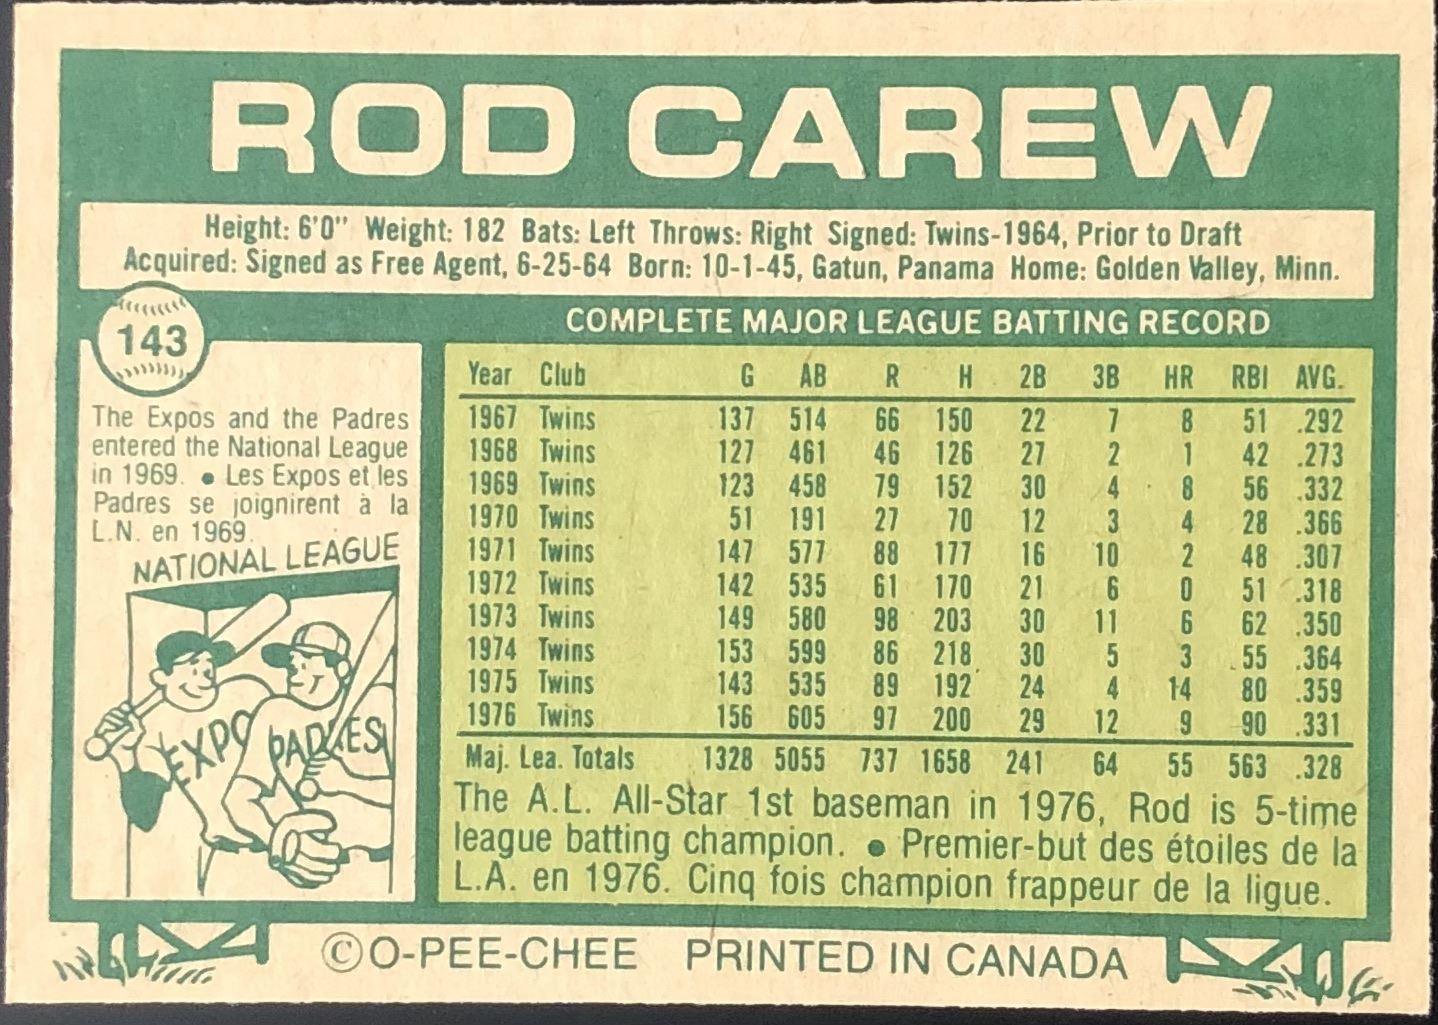 ROD CAREW
Height: 6'0" Weight: 182 Bats: Left Throws: Right Signed: Twins-1964, Prior to Draft
Acquired: Signed as Free Agent, 6-25-64 Born: 10-1-45, Gatun, Panama Home: Golden Valley, Minn.
143
The Expos and the Padres
entered the National League
in 1969. • Les Expos et les
Padres se joignirent à la
L.N. en 1969.
NATIONAL LEAGUE
EXPO
PADRES
COMPLETE MAJOR LEAGUE BATTING RECORD
Year Club G AB R H 2B 3B HR RBI AVG.
1967 Twins 137 514 66 150 22 7 8 51 .292
1968 Twins 127 461 46 126 27 2 1 42 .273
1969 Twins 123 458 79 152 30 4 8 56 .332
1970 Twins 51 191 27 70 12 3 4 28 .366
1971 Twins 147 577 88 177 16 10 2 48 .307
1972 Twins 142 535 61 170 21 6 0 51 .318
1973 Twins 149 580 98 203 30 11 6 62 .350
1974 Twins 153 599 86 218 30 5 3 55 .364
1975 Twins 143 535 89 192 24 4 14 80 .359
1976 Twins 156 605 97 200 29 12 9 90 .331
Maj. Lea. Totals 1328 5055 737 1658 241 64 55 563 .328
The A.L. All-Star 1st baseman in 1976, Rod is 5-time
league batting champion. • Premier-but des étoiles de la
L.A. en 1976. Cinq fois champion frappeur de la ligue.
©O-PEE-CHEE PRINTED IN CANADA